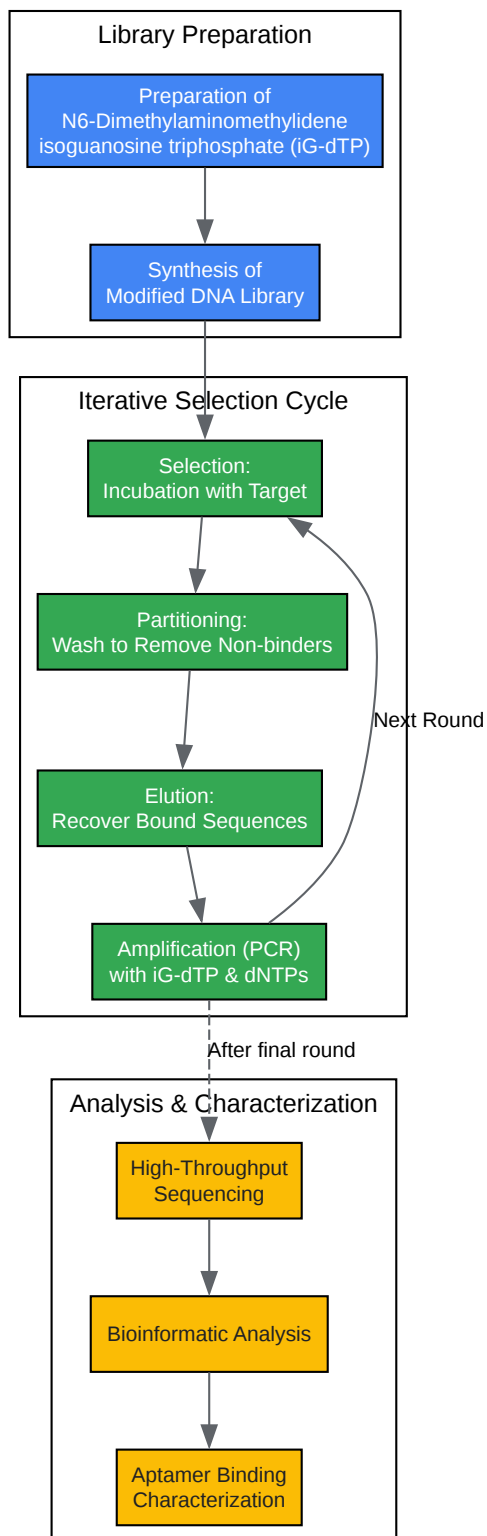 Library Preparation
Preparation of
N6-Dimethylaminomethylidene
isoguanosine triphosphate (iG-dTP)
Synthesis of
Modified DNA Library
Iterative Selection Cycle
Selection:
Incubation with Target
Partitioning:
Wash to Remove Non-binders
Next Round
Elution:
Recover Bound Sequences
Amplification (PCR)
with iG-dTP & dNTPs
After final round
Analysis & Characterization
High-Throughput
Sequencing
Bioinformatic Analysis
Aptamer Binding
Characterization